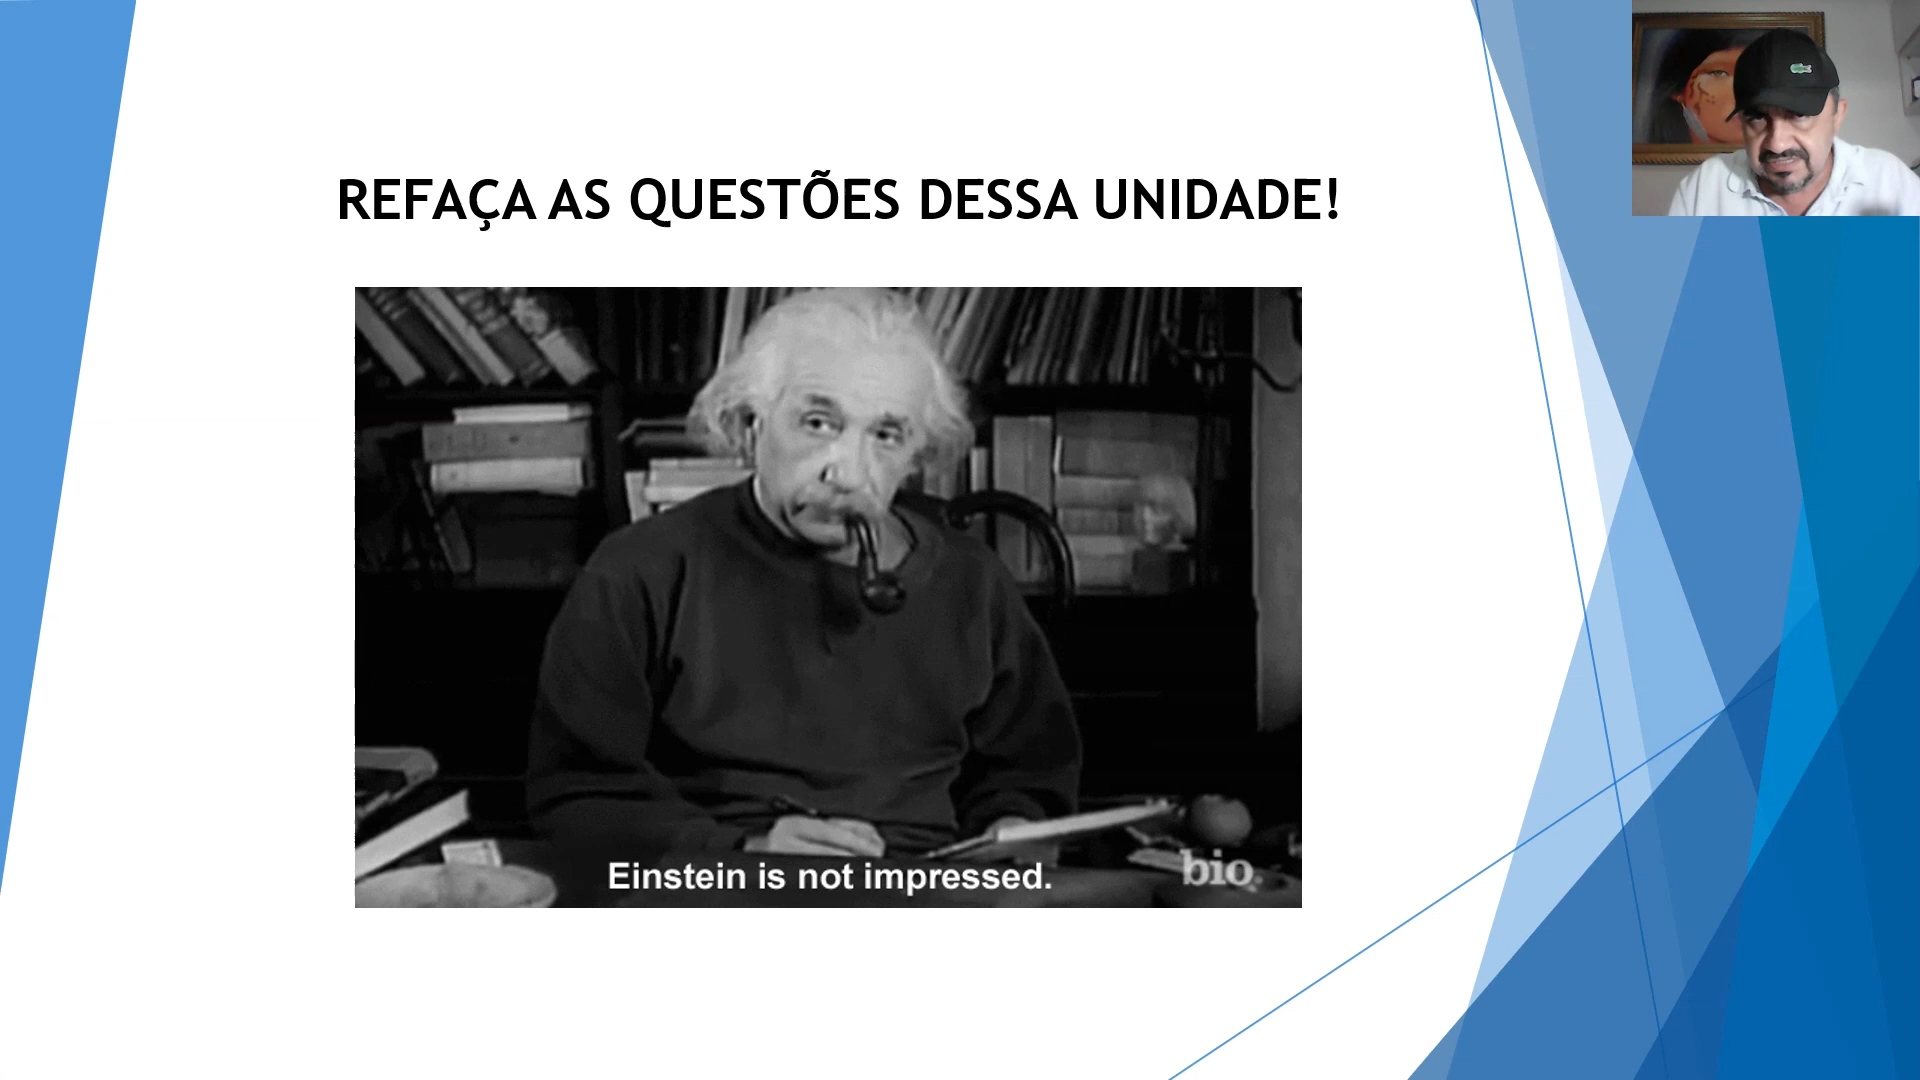 REFAÇA AS QUESTÕES DESSA UNIDADE!
Einstein is not impressed.
bio.